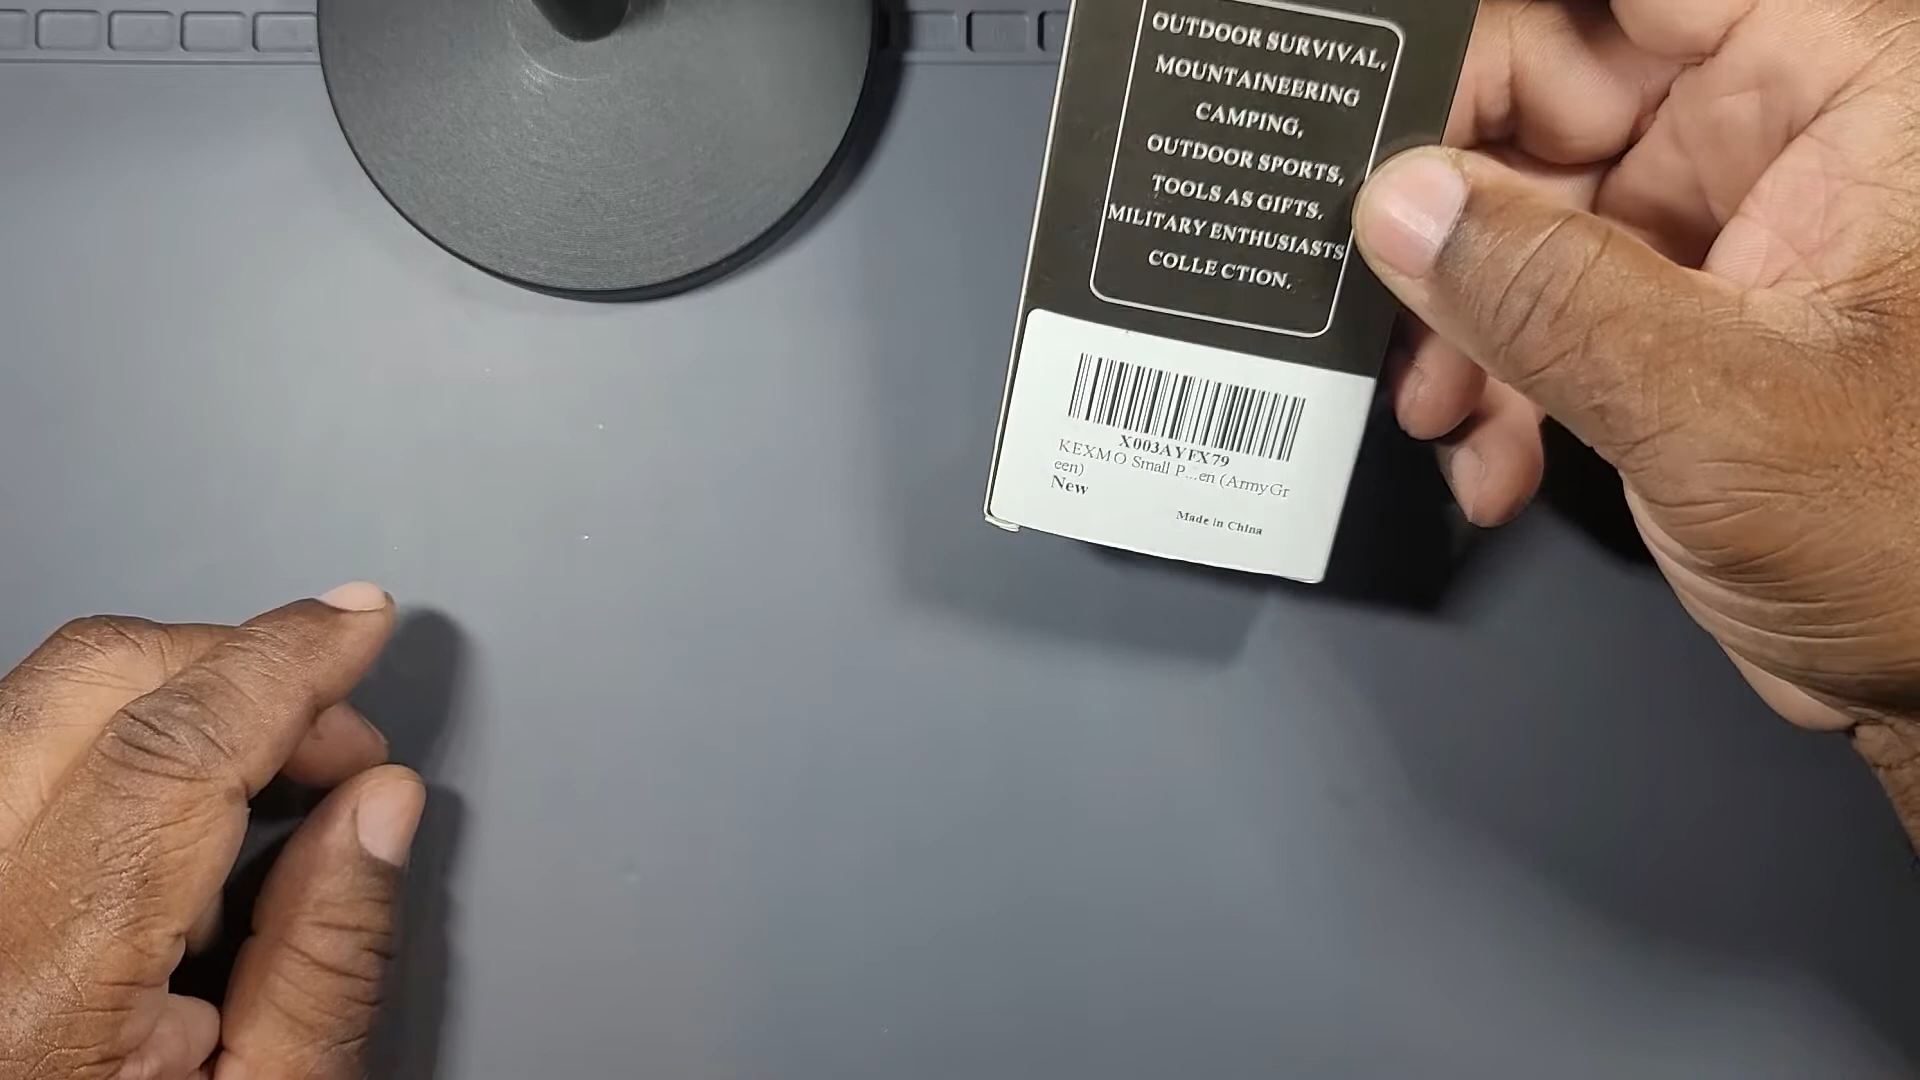 OUTDOOR SURVIVAL,
MOUNTAINEERING
CAMPING,
OUTDOOR SPORTS,
TOOLS AS GIFTS.
MILITARY ENTHUSIASTS
COLLE CTION.
X003AYFX79
KEXMO Small P...en (ArmyGr
een)
New
Made in China